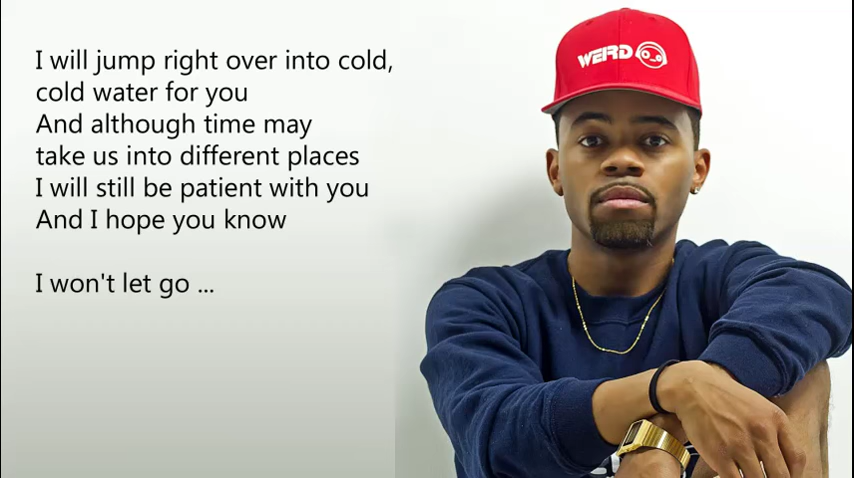 I will jump right over into cold,
cold water for you
And although time may
take us into different places
I will still be patient with you
And I hope you know
I won't let go ...
WEIRD